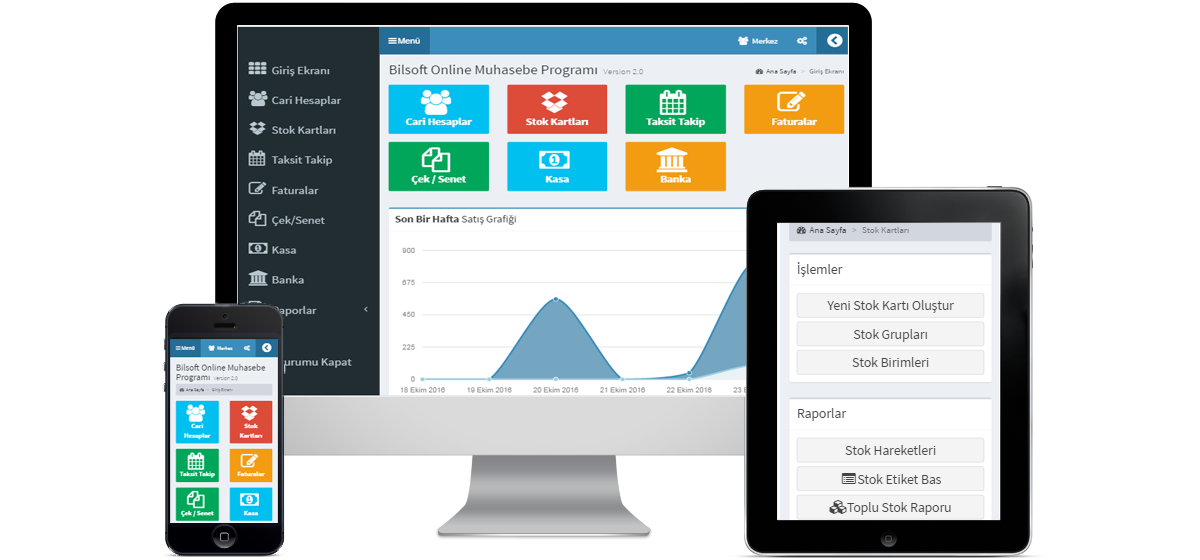 Menü
Merkez
Giriş Ekranı
Cari Hesaplar
Stok Kartları
Taksit Takip
Faturalar
Çek/Senet
Kasa
Banka
aporlar
urumu Kapat
Bilsoft Online Muhasebe Programı Version 2.0
Ana Sayfa > Giriş Ekranı
Cari Hesaplar
Stok Kartları
Taksit Takip
Faturalar
Çek / Senet
Kasa
Banka
Son Bir Hafta Satış Grafiği
900
675
450
225
0
18 Ekim 2016
19 Ekim 2016
20 Ekim 2016
21 Ekim 2016
22 Ekim 2016
23 E
Menü
Merkez
Bilsoft Online Muhasebe
Programı Version 2.0
Ana Sayfa > Giriş Ekranı
Cari
Hesaplar
Stok
Kartları
Taksit Takip
Faturalar
Çek / Senet
Kasa
Ana Sayfa > Stok Kartları
İşlemler
Yeni Stok Kartı Oluştur
Stok Grupları
Stok Birimleri
Raporlar
Stok Hareketleri
Stok Etiket Bas
Toplu Stok Raporu